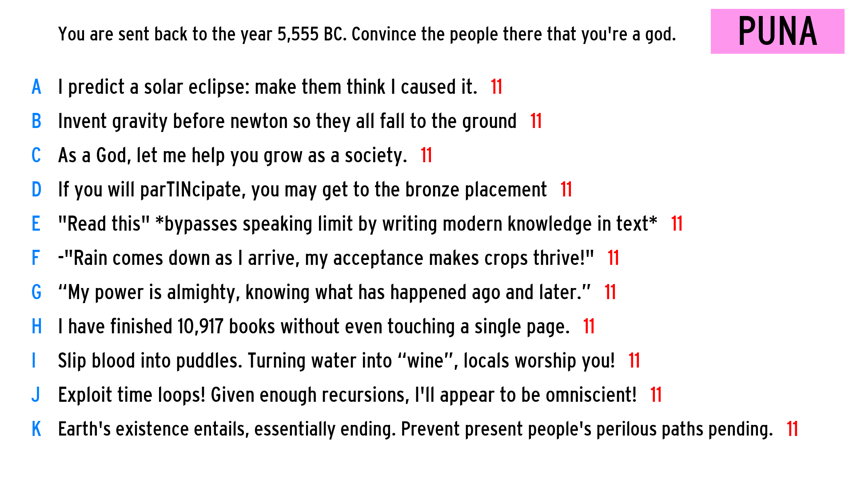 You are sent back to the year 5,555 BC. Convince the people there that you're a god.
PUNA
A I predict a solar eclipse: make them think I caused it. 11
B Invent gravity before newton so they all fall to the ground 11
C As a God, let me help you grow as a society. 11
D If you will parTINcipate, you may get to the bronze placement 11
E "Read this" *bypasses speaking limit by writing modern knowledge in text* 11
F -"Rain comes down as I arrive, my acceptance makes crops thrive!" 11
G “My power is almighty, knowing what has happened ago and later.” 11
H I have finished 10,917 books without even touching a single page. 11
I Slip blood into puddles. Turning water into “wine”, locals worship you! 11
J Exploit time loops! Given enough recursions, I'll appear to be omniscient! 11
K Earth's existence entails, essentially ending. Prevent present people's perilous paths pending. 11